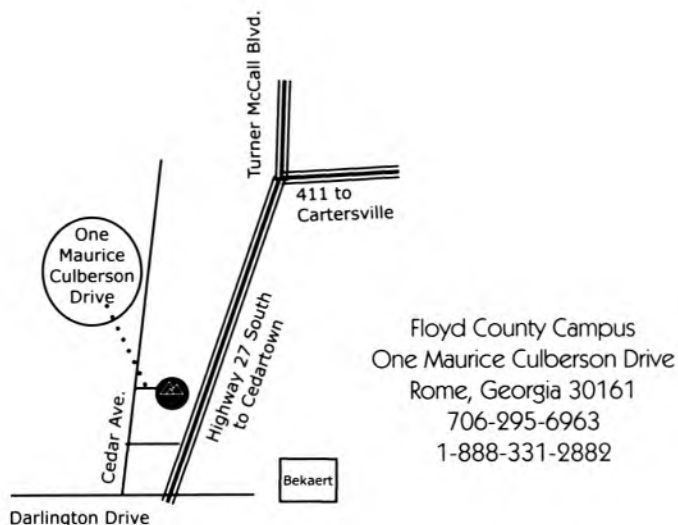 Turner McCall Blvd.
411 to
Cartersville
One
Maurice
Culberson
Drive
Highway 27 South
to Cedartown
Cedar Ave.
Bekaert
Darlington Drive
Floyd County Campus
One Maurice Culberson Drive
Rome, Georgia 30161
706-295-6963
1-888-331-2882